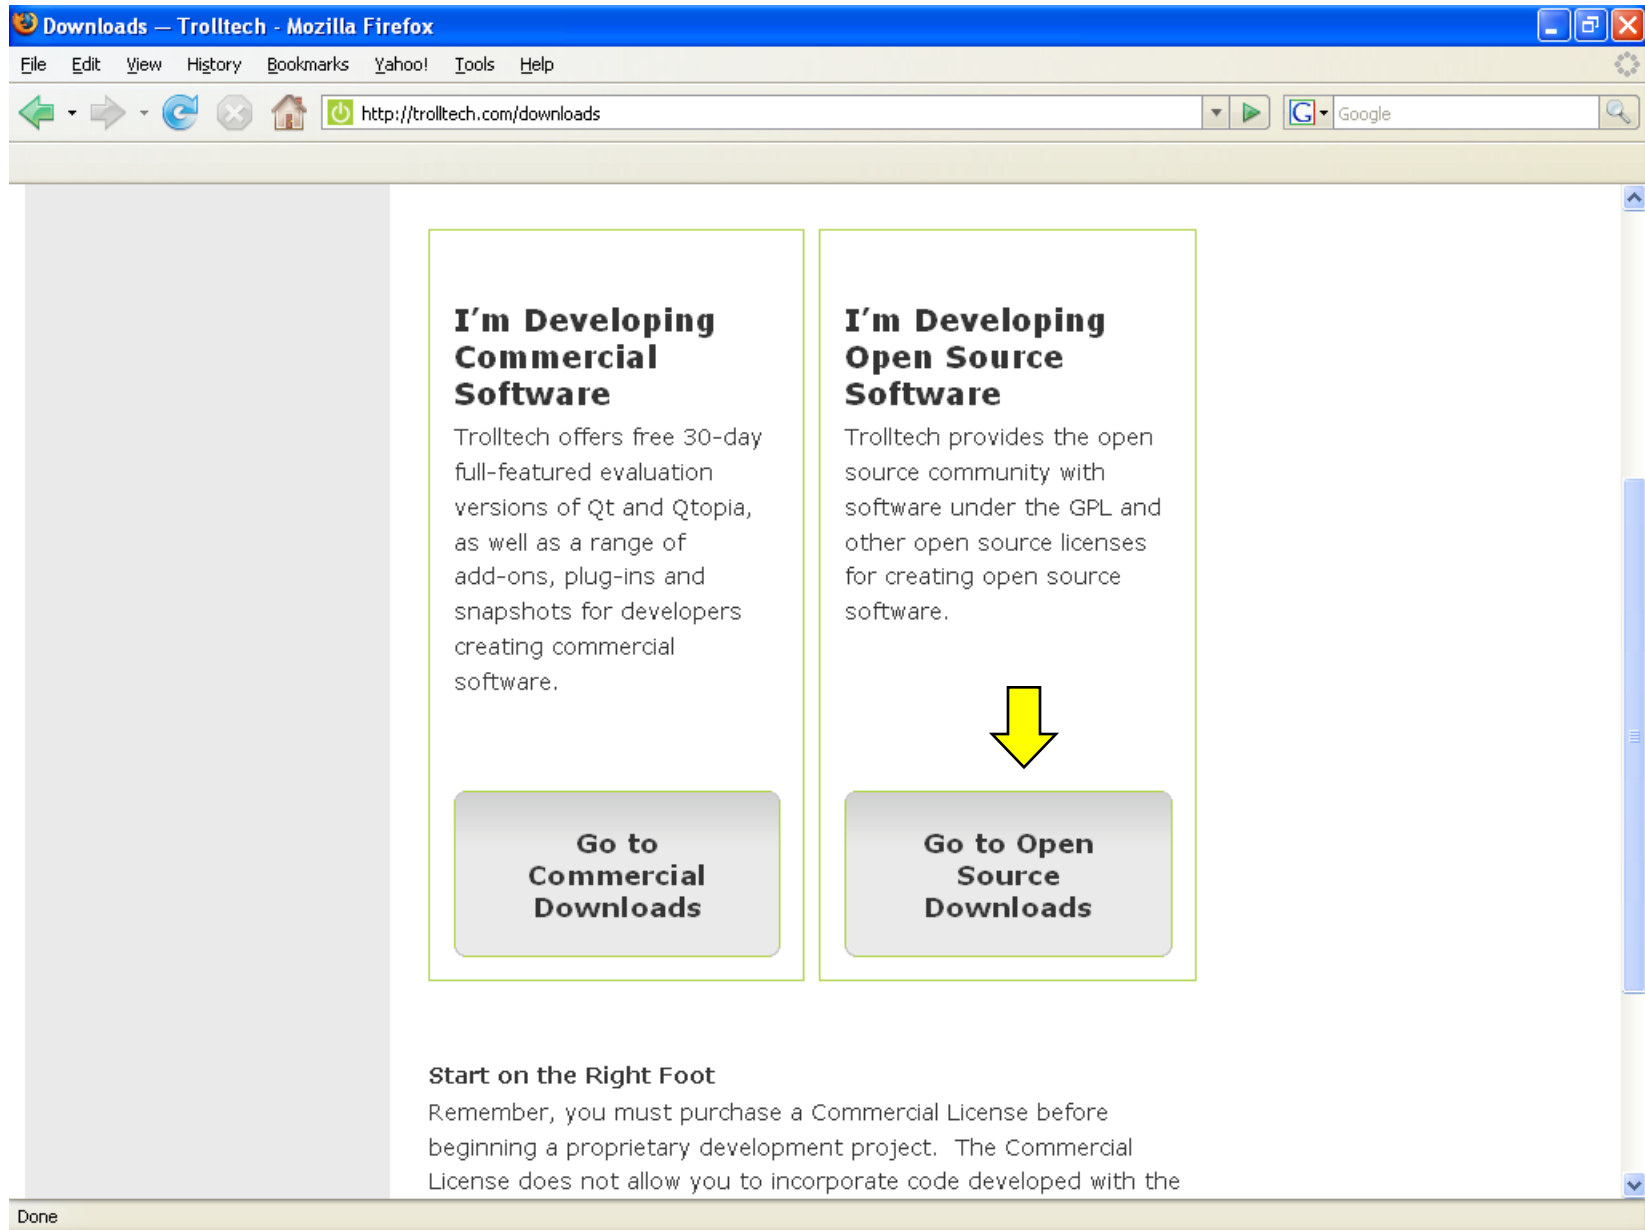 Downloads — Trolltech - Mozilla Firefox
File Edit View History Bookmarks Yahoo! Tools Help
http://trolltech.com/downloads
G Google
I'm Developing
Commercial
Software
Trolltech offers free 30-day
full-featured evaluation
versions of Qt and Qtopia,
as well as a range of
add-ons, plug-ins and
snapshots for developers
creating commercial
software.
Go to
Commercial
Downloads
I'm Developing
Open Source
Software
Trolltech provides the open
source community with
software under the GPL and
other open source licenses
for creating open source
software.
Go to Open
Source
Downloads
Start on the Right Foot
Remember, you must purchase a Commercial License before
beginning a proprietary development project.  The Commercial
License does not allow you to incorporate code developed with the
Done